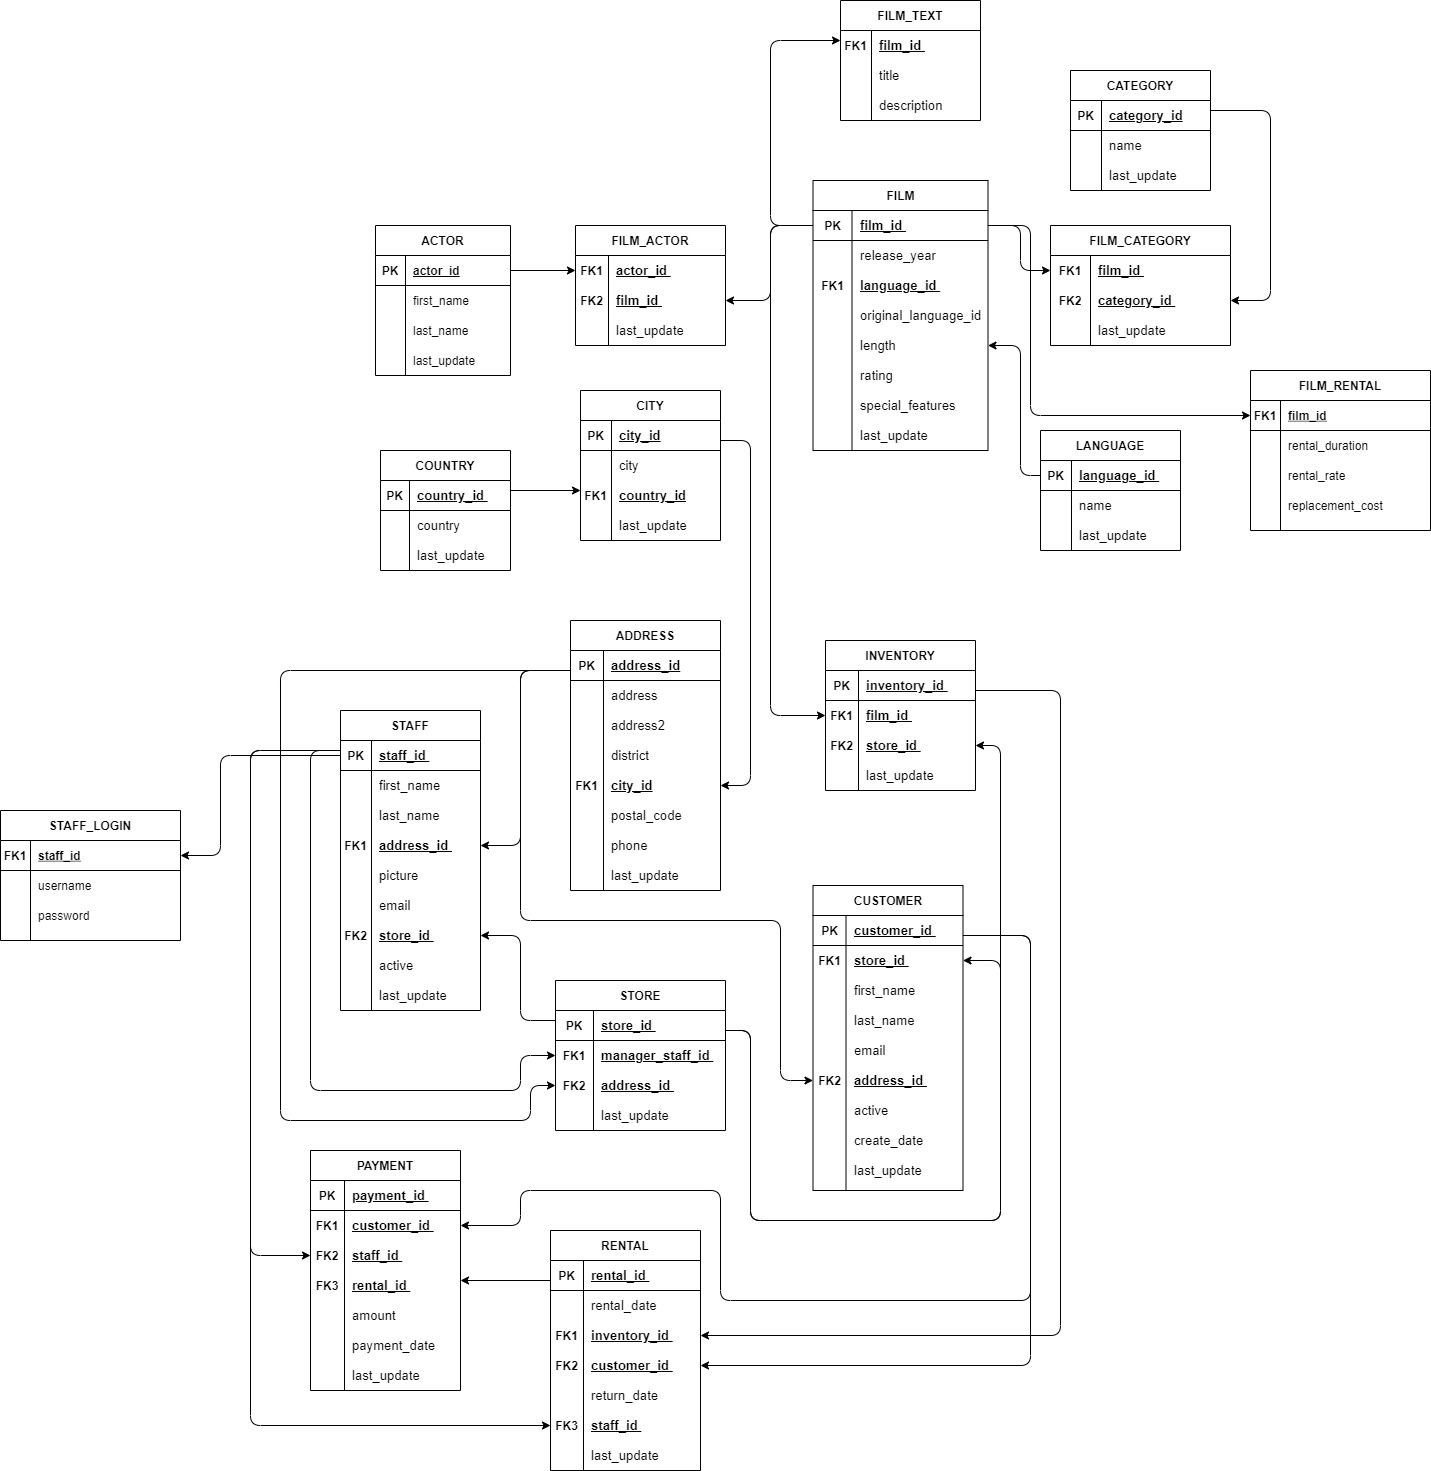 FILM_TEXT
FK1 film_id
title
description
CATEGORY
PK category_id
name
last_update
FILM
PK film_id
release_year
FK1 language_id
original_language_id
length
rating
special_features
last_update
ACTOR
PK actor_id
first_name
last_name
last_update
FILM_ACTOR
FK1 actor_id
FK2 film_id
last_update
FILM_CATEGORY
FK1 film_id
FK2 category_id
last_update
FILM_RENTAL
FK1 film_id
rental_duration
rental_rate
replacement_cost
CITY
PK city_id
city
FK1 country_id
last_update
LANGUAGE
PK language_id
name
last_update
COUNTRY
PK country_id
country
last_update
ADDRESS
PK address_id
address
address2
district
FK1 city_id
postal_code
phone
last_update
INVENTORY
PK inventory_id
FK1 film_id
FK2 store_id
last_update
STAFF
PK staff_id
first_name
last_name
FK1 address_id
picture
email
FK2 store_id
active
last_update
STAFF_LOGIN
FK1 staff_id
username
password
CUSTOMER
PK customer_id
FK1 store_id
first_name
last_name
email
FK2 address_id
active
create_date
last_update
STORE
PK store_id
FK1 manager_staff_id
FK2 address_id
last_update
PAYMENT
PK payment_id
FK1 customer_id
FK2 staff_id
FK3 rental_id
amount
payment_date
last_update
RENTAL
PK rental_id
rental_date
FK1 inventory_id
FK2 customer_id
return_date
FK3 staff_id
last_update